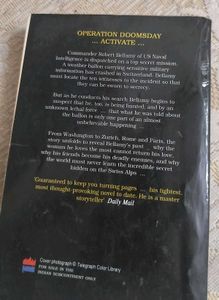 OPERATION DOOMSDAY
... ACTIVATE ...
Commander Robert Bellamy of US Naval
Intelligence is dispatched on a top secret mission.
A weather balloon carrying sensitive military
information has crashed in Switzerland. Bellamy
must locate the ten witnesses to the incident so that
they can be sworn to secrecy.
But as he conducts his search Bellamy begins to
suspect that he, too, is being hunted, and by an
unknown lethal force ... that what he was told about
the balloon is only part of an almost
unbelievable happening
From Washington to Zurich, Rome and Paris, the
story unfolds to reveal Bellamy's past why the
woman he loves the most cannot return his love,
why his friends become his deadly enemies, and why
the world must never learn the incredible secret
hidden on the Swiss Alps ...
'Guaranteed to keep you turning pages ... his tightest,
most thought-provoking novel to date. He is a master
storyteller' Daily Mail
Cover photograph © Telegraph Color Library
FOR SALE IN THE
INDIAN SUBCONTINENT ONLY